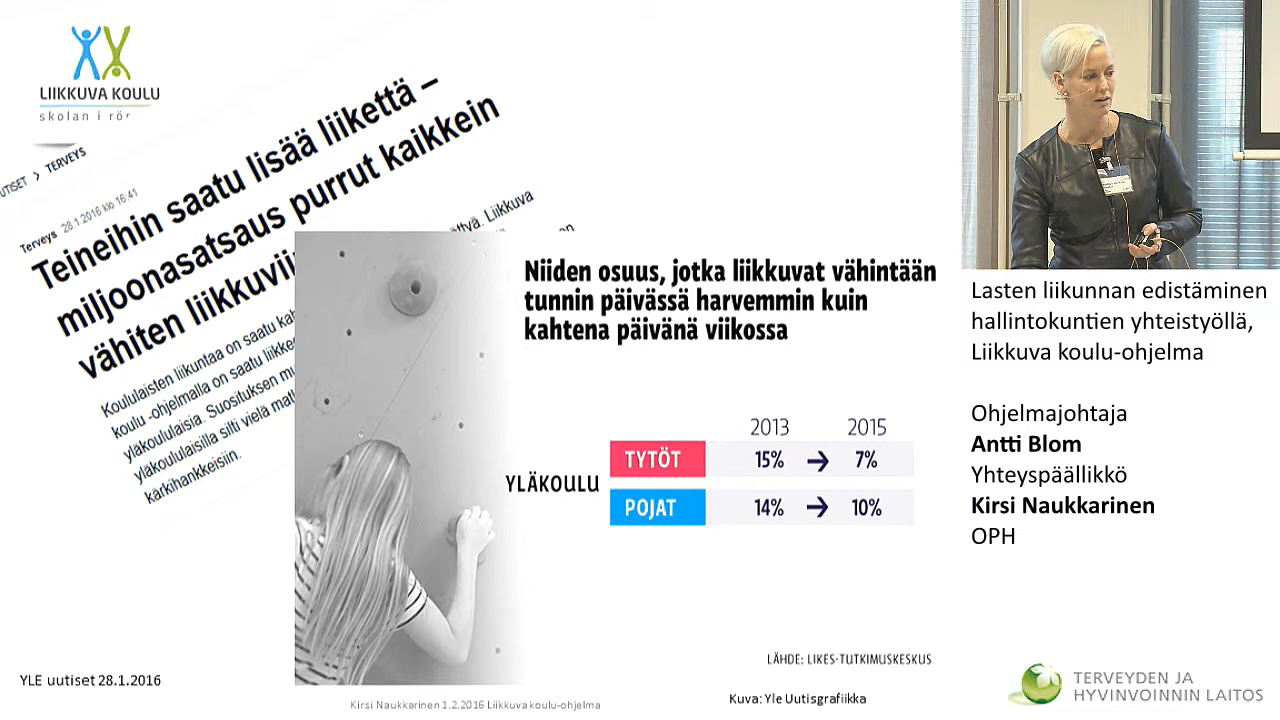 LIIKKUVA KOULU
skolan i rör
UTISET > TERVEYS
Terveys 28.1.2016 klo 16:41
Teineihin saatu lisää liikettä –
miljoonasatsaus purrut kaikkein
vähiten liikkuvii
Koululaisten liikuntaa on saatu
koulu -ohjelmalla on saatu
yläkoululaisia. Suosituksen
yläkoululaisilla silti vielä
kärkihankkeisiin.
Liikkuva
Niiden osuus, jotka liikkuvat vähintään
tunnin päivässä harvemmin kuin
kahtena päivänä viikossa
2013 2015
YLÄKOULU
TYTÖT 15% → 7%
POJAT 14% → 10%
LÄHDE: LIKES-TUTKIMUSKESKUS
YLE uutiset 28.1.2016
Kuva: Yle Uutisgrafiikka
Kirsi Naukkarinen 1.2.2016 Liikkuva koulu-ohjelma
Lasten liikunnan edistäminen
hallintokuntien yhteistyöllä,
Liikkuva koulu-ohjelma
Ohjelmajohtaja
Antti Blom
Yhteyspäällikkö
Kirsi Naukkarinen
OPH
TERVEYDEN JA
HYVINVOINNIN LAITOS